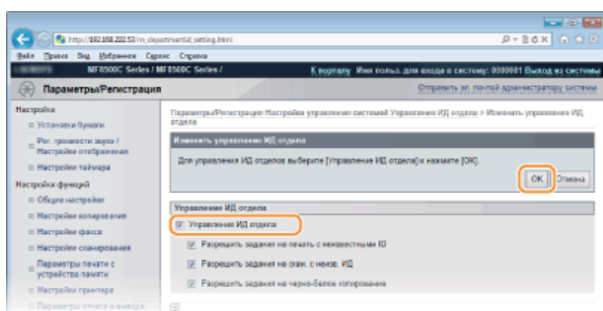 Файл Правка Вид Избранное Сервис Справка
MF8500C Series / MF8500C Series /
К порталу Имя польз. для входа в систему: 0000001 Выход из системы
Параметры/Регистрация
Отправить эл. почтой администратору системы
Настройка
Установки бумаги
Рег. громкости звука /
Настройки отображения
Настройки таймера
Настройки функций
Общие настройки
Настройки копирования
Настройки факса
Настройки сканирования
Параметры печати с
устройства памяти
Настройки принтера
Параметры отчета и вывода
Параметры/Регистрация: Настройки управления системой: Управление ИД отдела > Изменить управление ИД
отдела
Изменить управление ИД отдела
Для управления ИД отделов выберите [Управление ИД отдела] и нажмите [OK].
OK Отмена
Управление ИД отдела
Управление ИД отдела
Разрешить задания на печать с неизвестными ID
Разрешить задания на скан. с неизв. ИД
Разрешить задания на черно-белое копирование